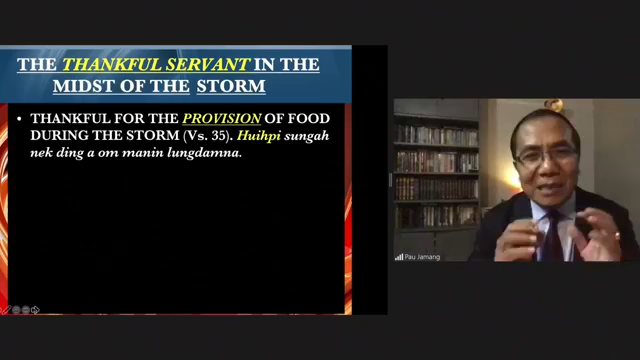 THE THANKFUL SERVANT IN THE
MIDST OF THE STORM
• THANKFUL FOR THE PROVISION OF FOOD
DURING THE STORM (Vs. 35). Huihpi sungah
nek ding a om manin lungdamna.
Pau Jamang